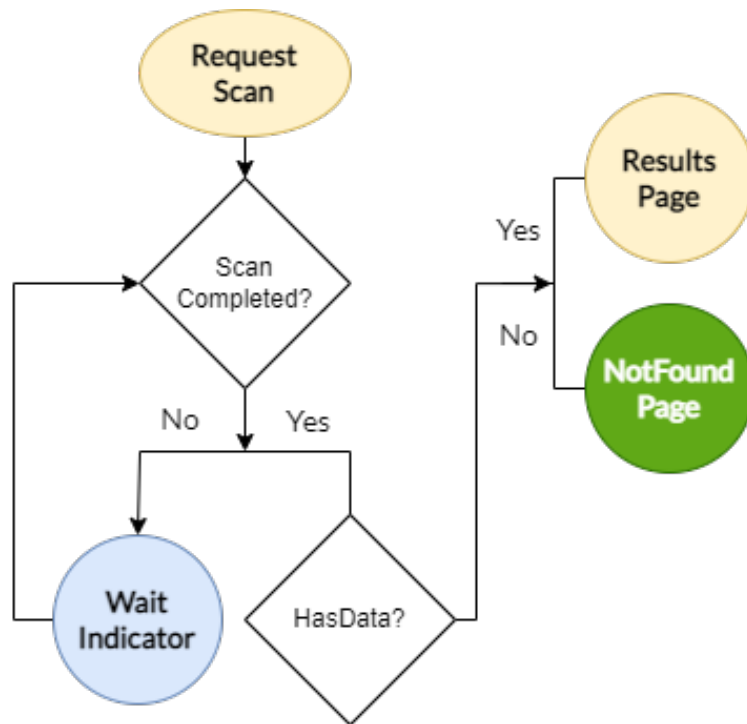 Request
Scan
Scan
Completed?
No
Yes
Wait
Indicator
HasData?
Yes
No
Results
Page
NotFound
Page